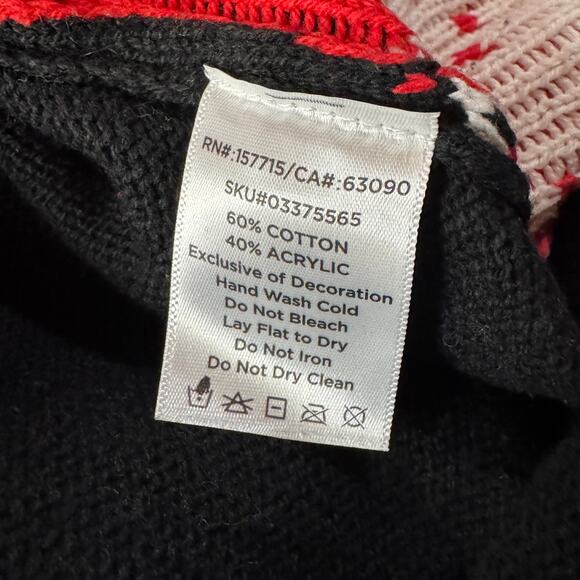 RN#:157715/CA#:63090
SKU#03375565
60% COTTON
40% ACRYLIC
Exclusive of Decoration
Hand Wash Cold
Do Not Bleach
Lay Flat to Dry
Do Not Iron
Do Not Dry Clean